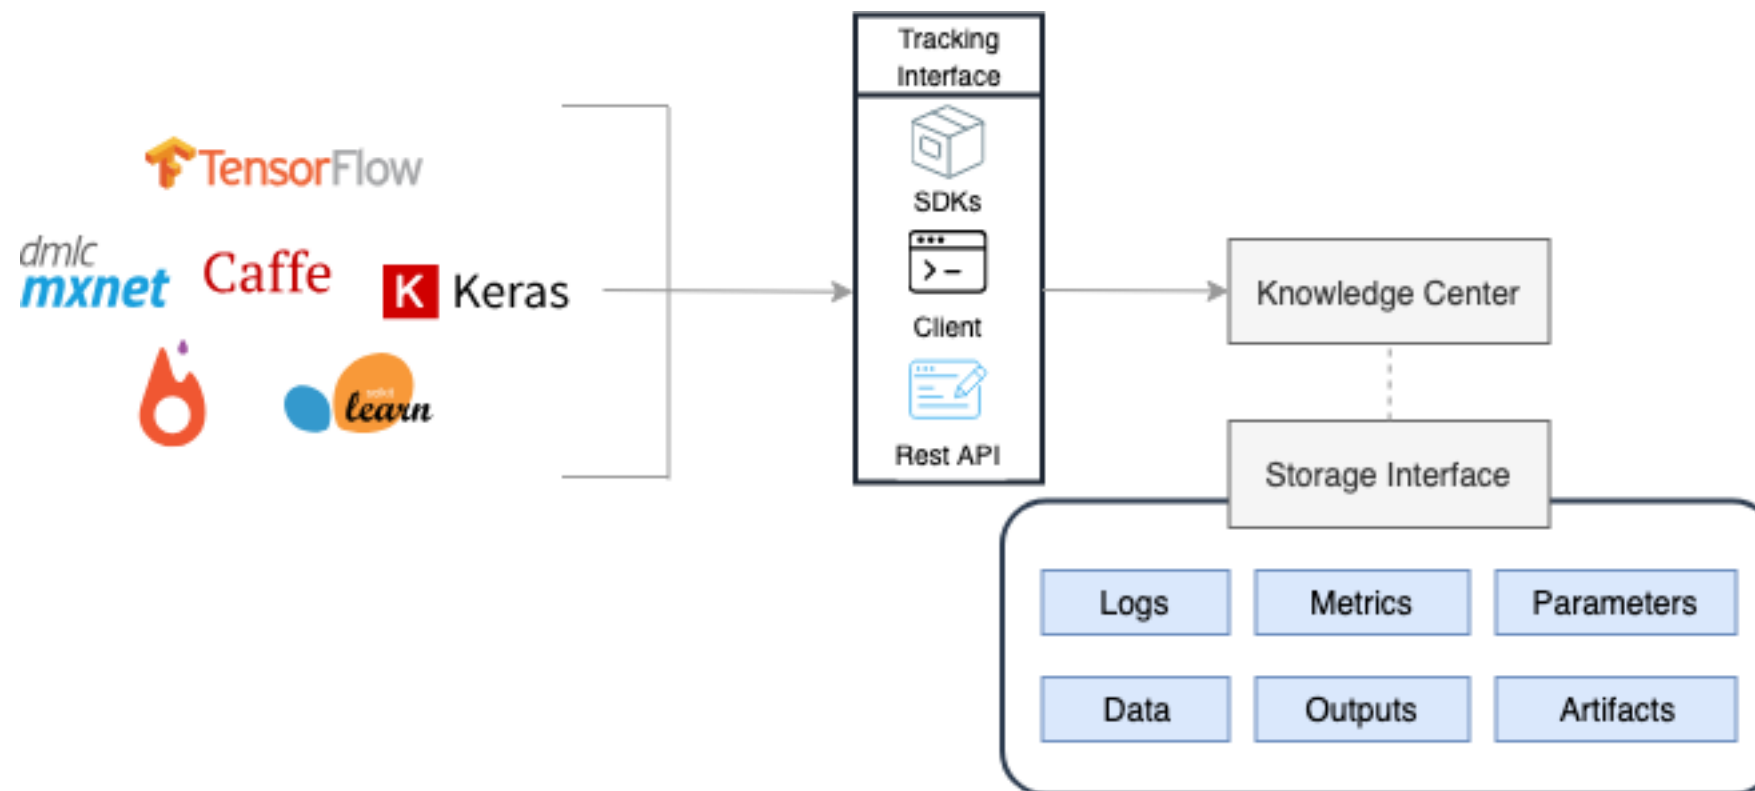 TensorFlow
dmlc
mxnet
Caffe
K Keras
scikit
learn
Tracking
Interface
SDKs
Client
Rest API
Knowledge Center
Storage Interface
Logs
Metrics
Parameters
Data
Outputs
Artifacts